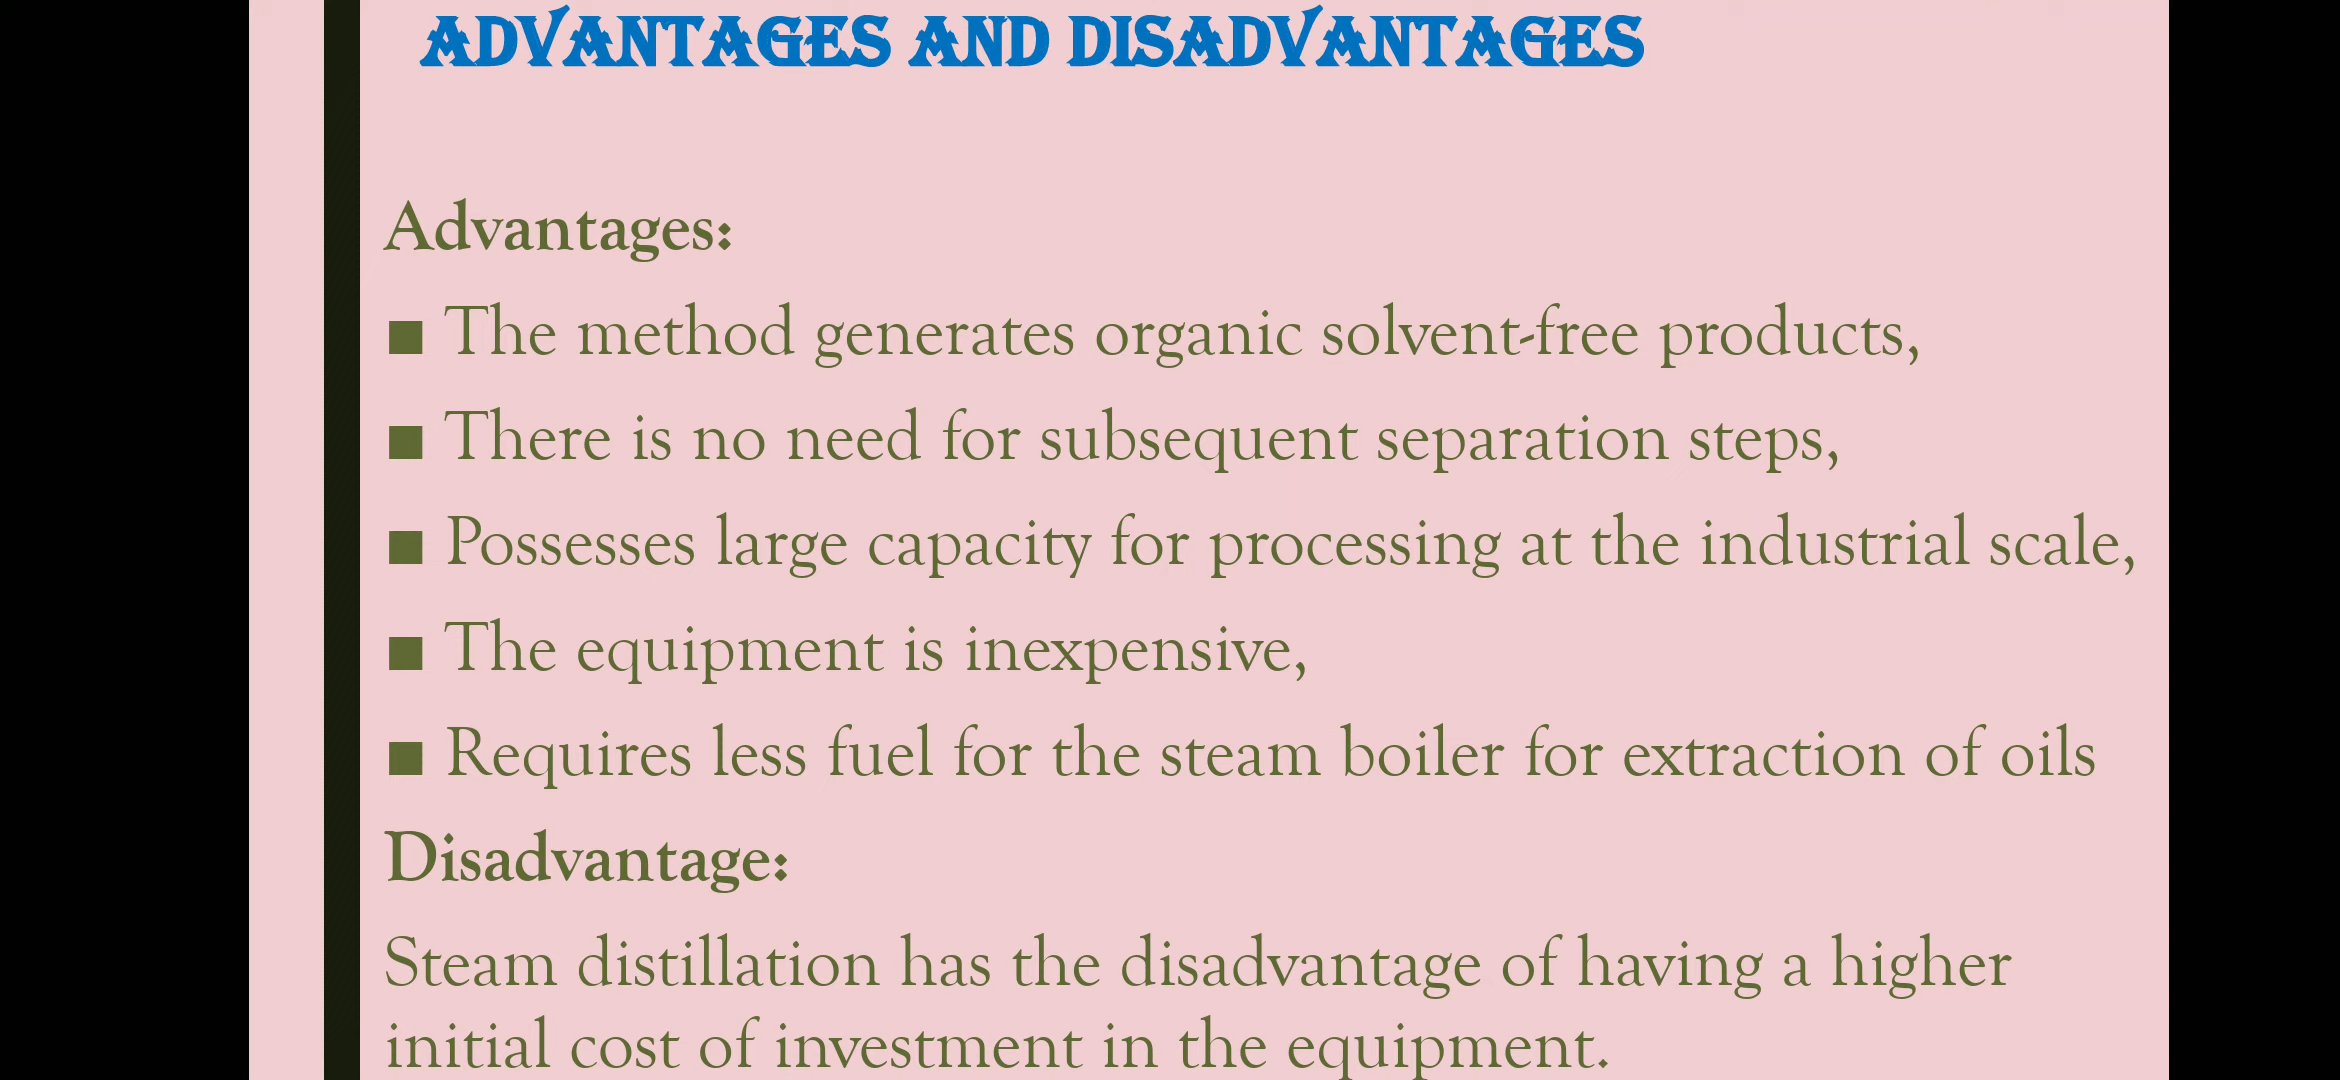 ADVANTAGES AND DISADVANTAGES
Advantages:
■ The method generates organic solvent-free products,
■ There is no need for subsequent separation steps,
■ Possesses large capacity for processing at the industrial scale,
■ The equipment is inexpensive,
■ Requires less fuel for the steam boiler for extraction of oils
Disadvantage:
Steam distillation has the disadvantage of having a higher
initial cost of investment in the equipment.